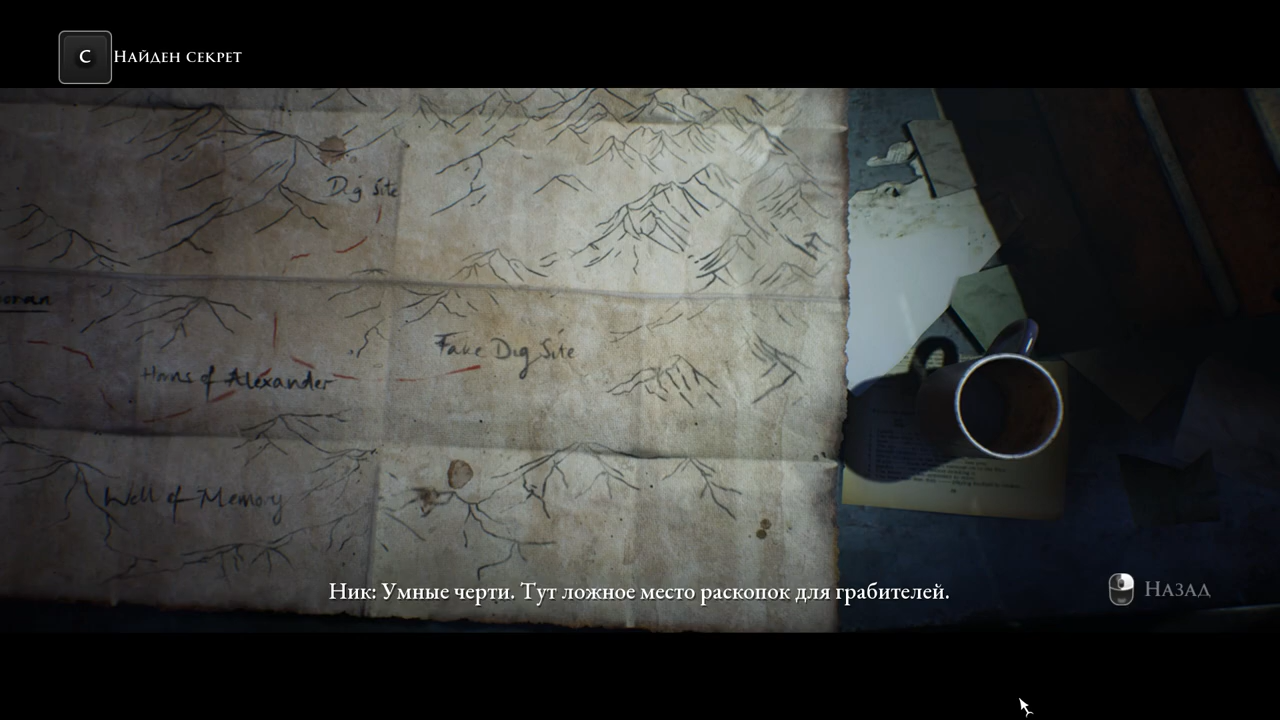 C
НАЙДЕН СЕКРЕТ
Dig Site
Fake Dig Site
Horns of Alexander
Well of Memory
Ник: Умные черти. Тут ложное место раскопок для грабителей.
НАЗАД